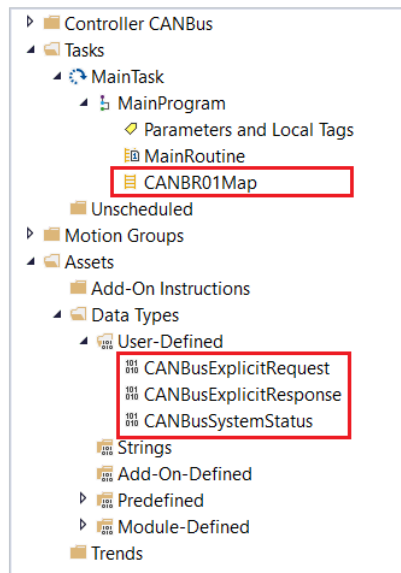 Controller CANBus
Tasks
MainTask
MainProgram
Parameters and Local Tags
MainRoutine
CANBR01Map
Unscheduled
Motion Groups
Assets
Add-On Instructions
Data Types
User-Defined
CANBusExplicitRequest
CANBusExplicitResponse
CANBusSystemStatus
Strings
Add-On-Defined
Predefined
Module-Defined
Trends